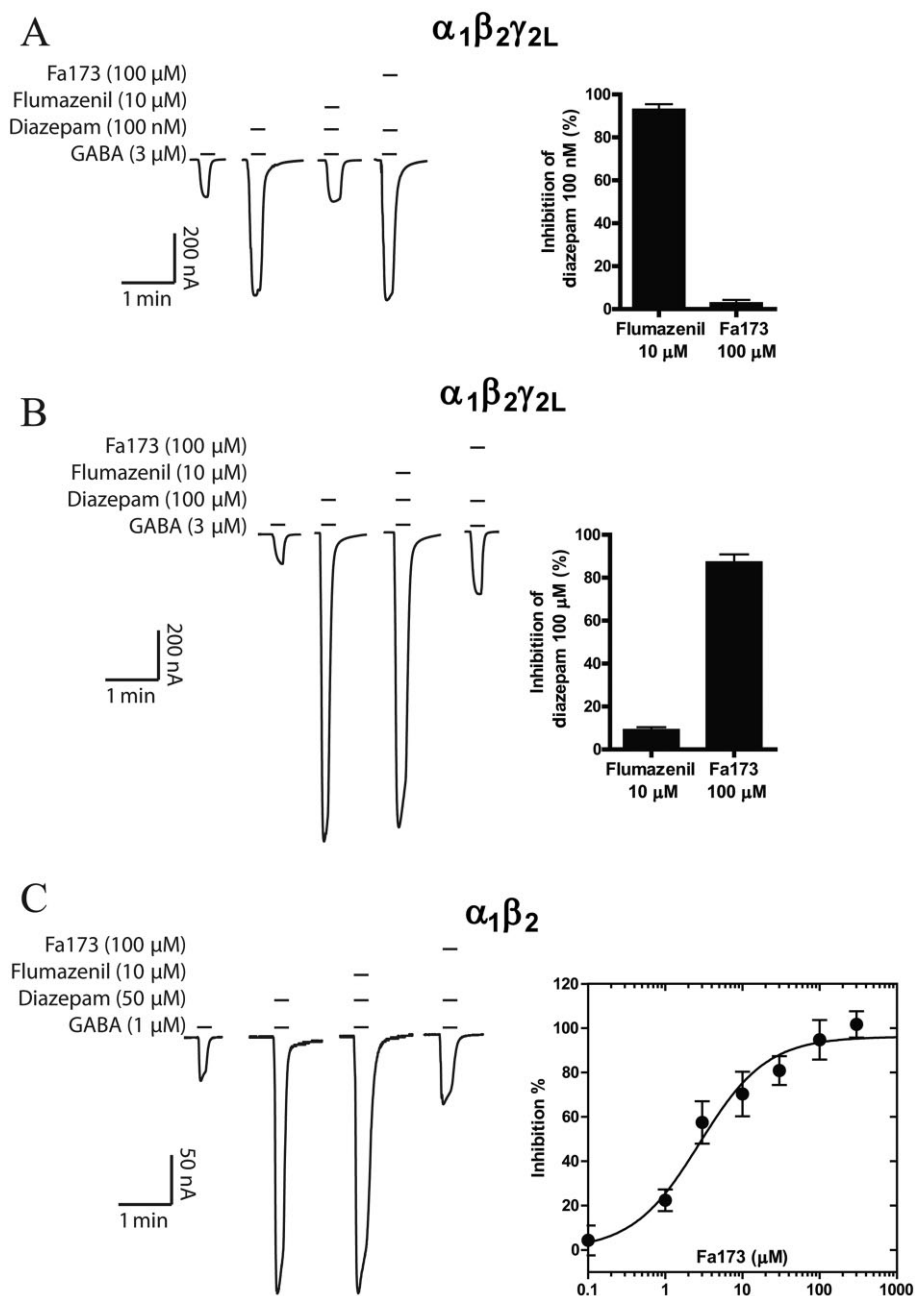 A
α1β2γ2L
Fa173 (100 μM)
Flumazenil (10 μM)
Diazepam (100 nM)
GABA (3 μM)
200 nA
1 min
Inhibitiion of
diazepam 100 nM (%)
100
80
60
40
20
0
Flumazenil
10 μM
Fa173
100 μM
B
α1β2γ2L
Fa173 (100 μM)
Flumazenil (10 μM)
Diazepam (100 μM)
GABA (3 μM)
200 nA
1 min
Inhibitiion of
diazepam 100 μM (%)
100
80
60
40
20
0
Flumazenil
10 μM
Fa173
100 μM
C
α1β2
Fa173 (100 μM)
Flumazenil (10 μM)
Diazepam (50 μM)
GABA (1 μM)
50 nA
1 min
Inhibition %
120
100
80
60
40
20
0
Fa173 (μM)
0.1 1 10 100 1000